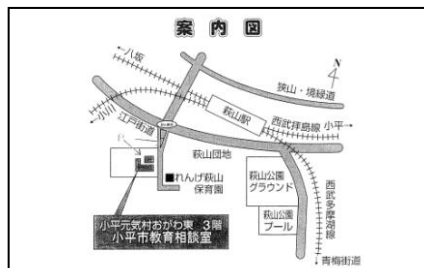 案内図
←八坂
N
4
狭山・境緑道
萩山駅
←小川
江戸街道
西武拝島線 小平→
P
萩山団地
■れんげ萩山
保育園
萩山公園
グラウンド
萩山公園
プール
西武多摩湖線
小平元気村おがわ東 3階
小平市教育相談室
↓青梅街道